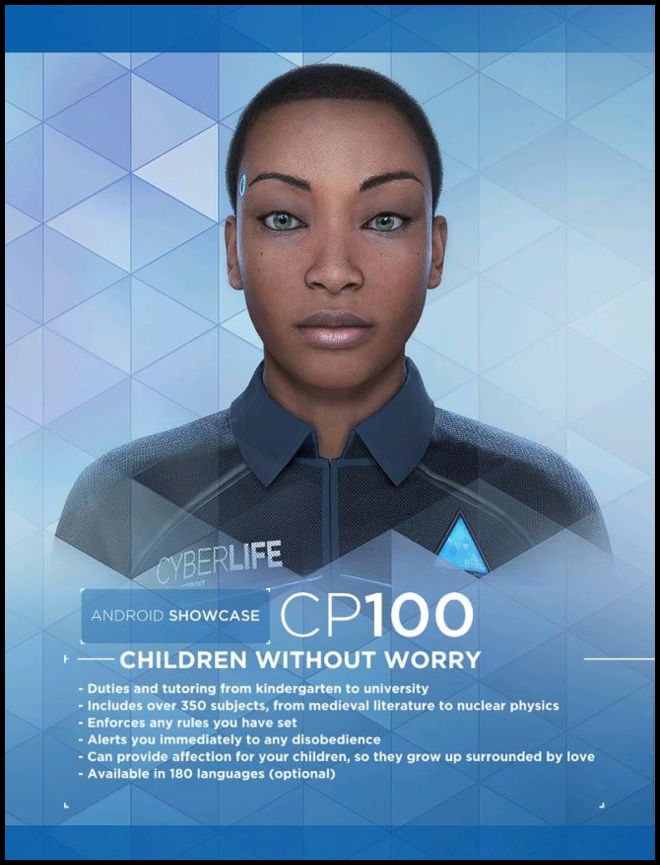 CYBERLIFE
ANDROID SHOWCASE CP100
CHILDREN WITHOUT WORRY
- Duties and tutoring from kindergarten to university
- Includes over 350 subjects, from medieval literature to nuclear physics
- Enforces any rules you have set
- Alerts you immediately to any disobedience
- Can provide affection for your children, so they grow up surrounded by love
- Available in 180 languages (optional)